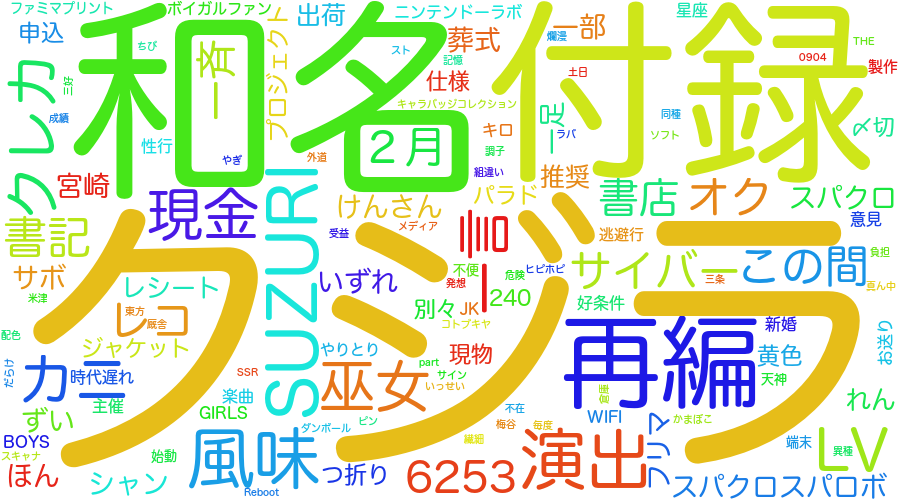 ファミマプリント
ボイガルファン
出荷
ニンテンドーラボ
星座
申込
ちび
プロジェクト
スト
葬式
一部
THE
クレカ
三好
和名
付録
記憶
爛漫
0904
製作
一斉
仕様
土日
成績
キャラバッジコレクション
同種
2月
一足
ラバ
ソフト
〆切
性行
やぎ
外道
調子
キロ
組違い
宮崎
現金
SUZURI
けんさん
パラド
推奨
書店
オク
スパクロ
書記
受益
メディア
逃避行
意見
クジラ
サボ
米津
いずれ
不便
発想
危険
ヒピホピ
サイバー
三条
この間
負担
真ん中
レシート
東方
厩舎
レコード
別々
JK
240
好条件
コトブキヤ
再編
新婚
配色
ジャケット
やりとり
part
現物
黄色
お送り
カー
時代遅れ
SSR
巫女
サイン
いっせい
天神
だらけ
主催
楽曲
GIRLS
不在
宮里
れん
ずい
ダンボール
ビン
梅谷
毎度
WIFI
フリマ
かまぼこ
BOYS
スキャナ
始動
風味
繊細
演出
端末
異種
LV
ほん
シャン
Reboot
つ折り
6253
スパクロスパロボ